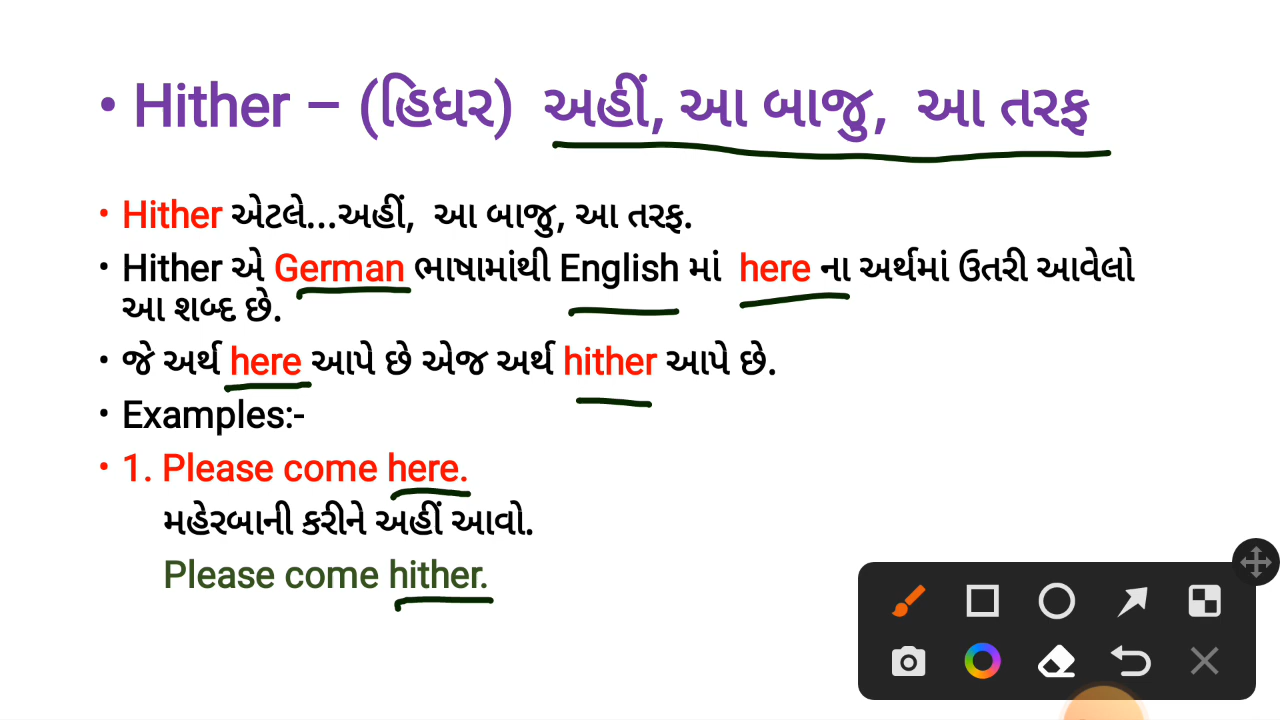 • Hither – (હિધર) અહીં, આ બાજુ, આ તરફ
• Hither એટલે...અહીં, આ બાજુ, આ તરફ.
• Hither એ German ભાષામાંથી English માં here ના અર્થમાં ઉતરી આવેલો
આ શબ્દ છે.
• જે અર્થ here આપે છે એજ અર્થ hither આપે છે.
• Examples:-
• 1. Please come here.
મહેરબાની કરીને અહીં આવો.
Please come hither.